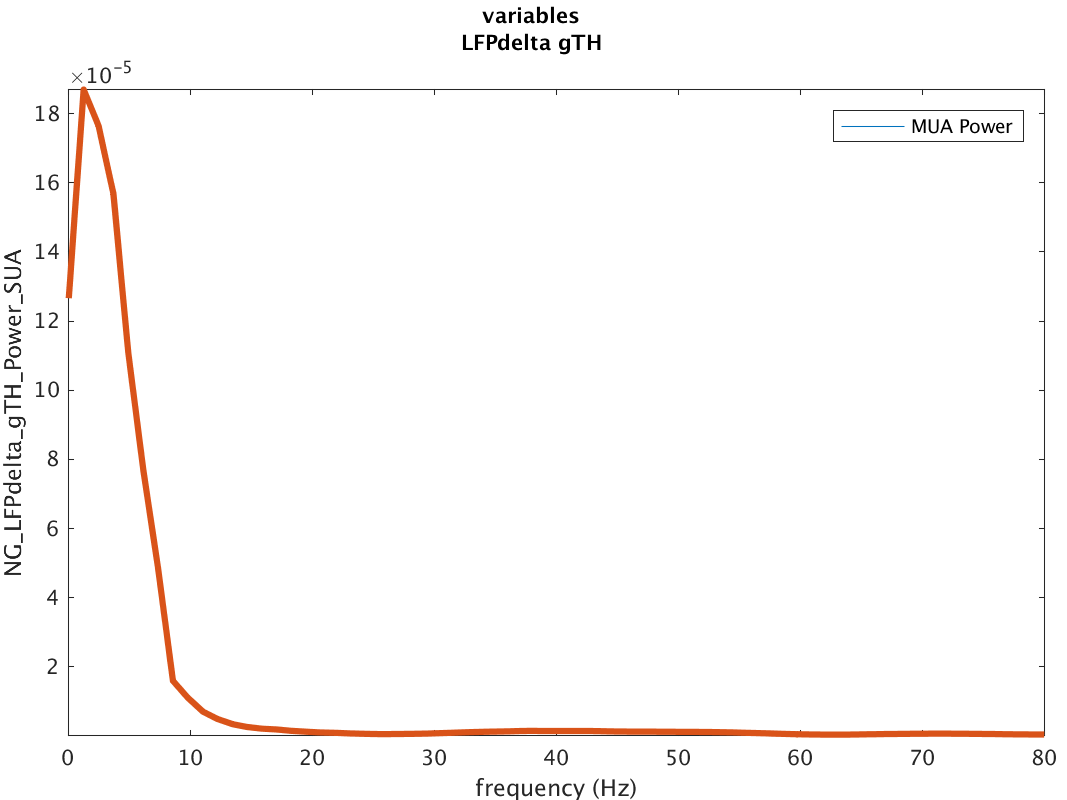 variables
LFPdelta gTH
×10⁻⁵
18
16
14
12
10
8
6
4
2
NG_LFPdelta_gTH_Power_SUA
MUA Power
0 10 20 30 40 50 60 70 80
frequency (Hz)